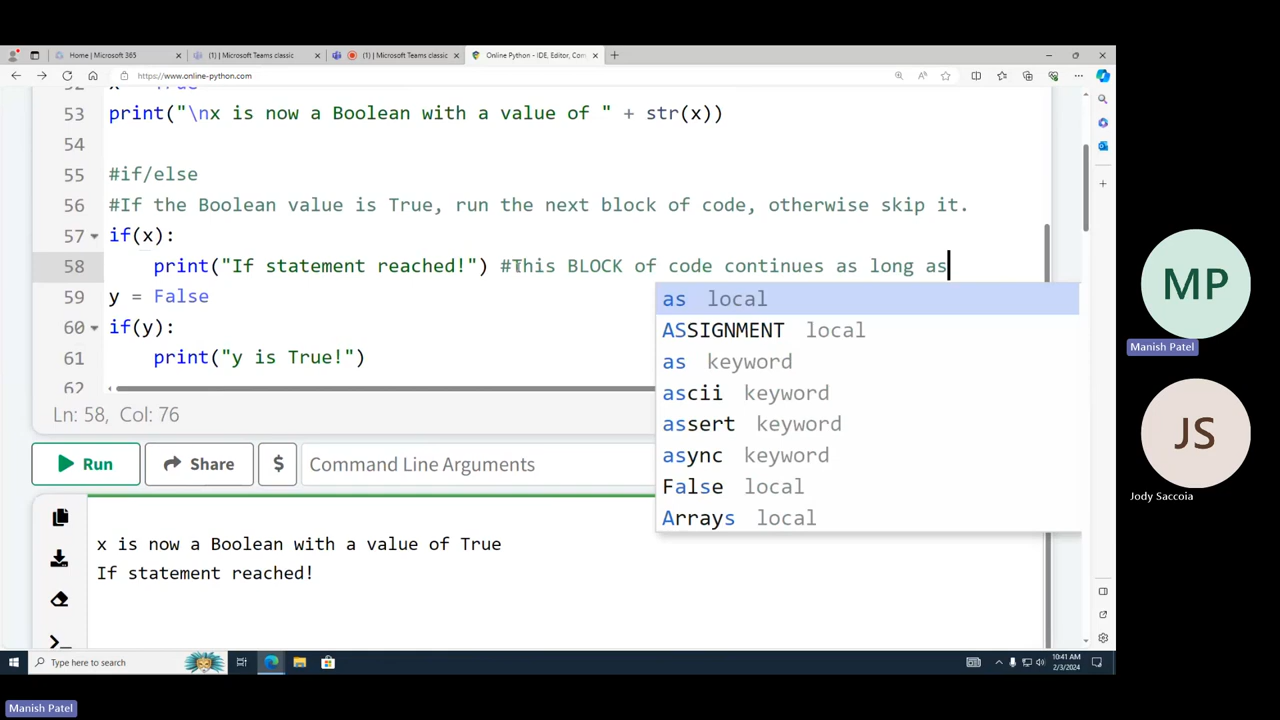 Home | Microsoft 365
(1) | Microsoft Teams classic
(1) | Microsoft Teams classic
Online Python - IDE, Editor, Com
https://www.online-python.com
52 x = True
53 print("\nx is now a Boolean with a value of " + str(x))
54
55 #if/else
56 #If the Boolean value is True, run the next block of code, otherwise skip it.
57 if(x):
58 print("If statement reached!") #This BLOCK of code continues as long as
59 y = False
60 if(y):
61 print("y is True!")
62
as local
ASSIGNMENT local
as keyword
ascii keyword
assert keyword
async keyword
False local
Arrays local
Ln: 58, Col: 76
Run
Share
$
Command Line Arguments
x is now a Boolean with a value of True
If statement reached!
Type here to search
10:41 AM
2/3/2024
MP
Manish Patel
JS
Jody Saccoia
Manish Patel